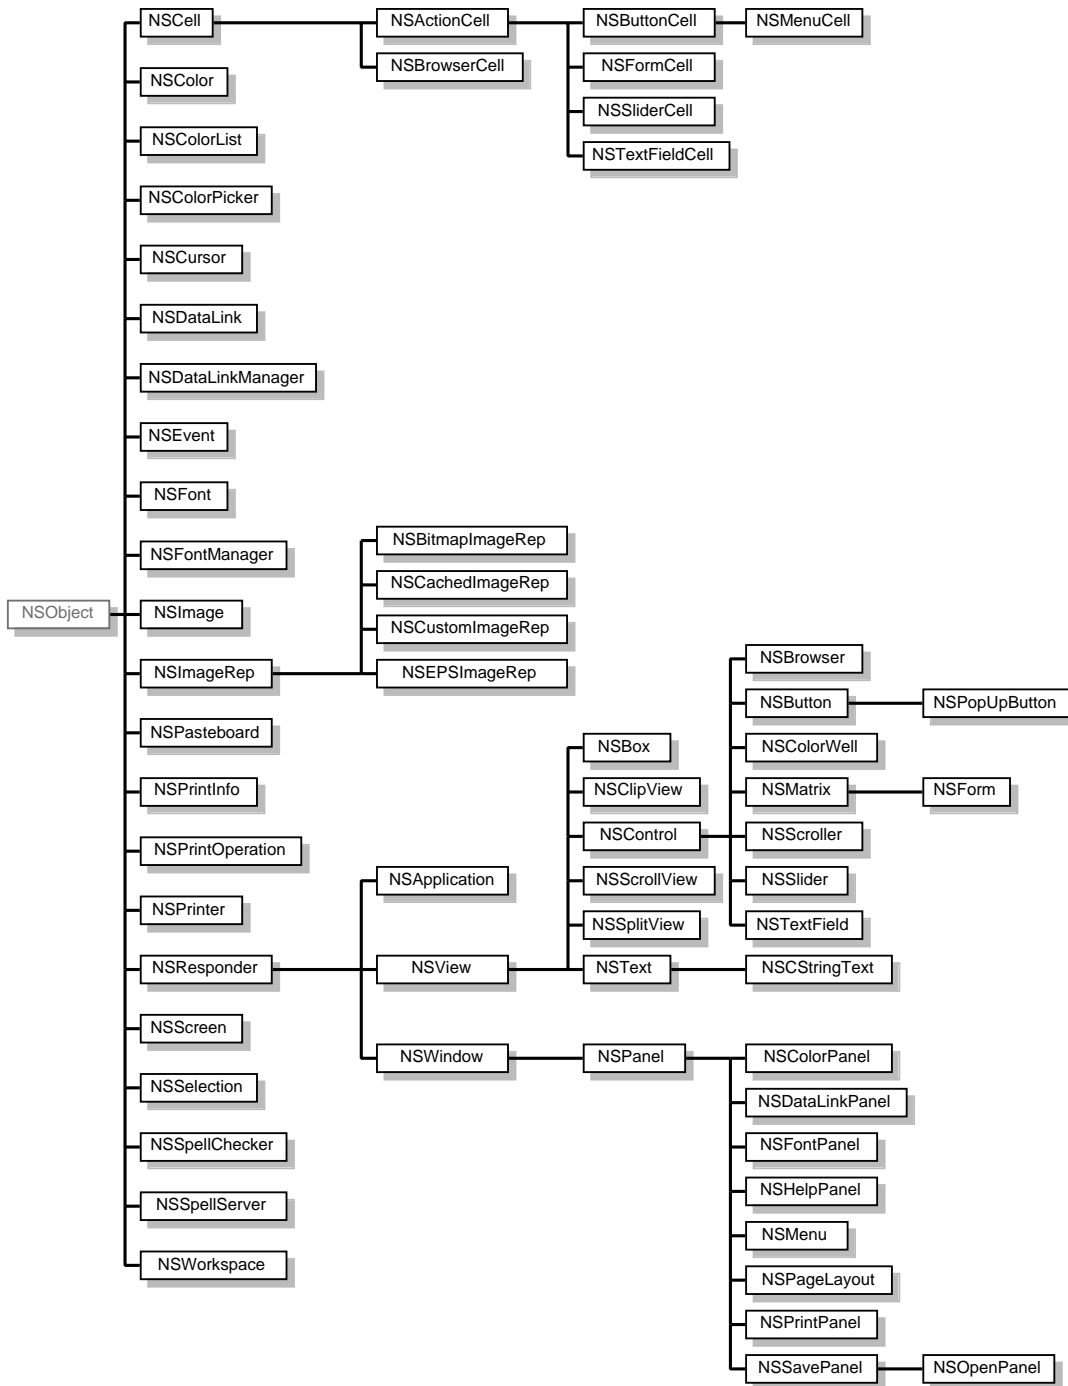 NSCell
NSActionCell
NSButtonCell
NSMenuCell
NSBrowserCell
NSFormCell
NSColor
NSSliderCell
NSColorList
NSTextFieldCell
NSColorPicker
NSCursor
NSDataLink
NSDataLinkManager
NSEvent
NSFont
NSFontManager
NSBitmapImageRep
NSCachedImageRep
NSObject
NSImage
NSCustomImageRep
NSImageRep
NSEPSImageRep
NSBrowser
NSButton
NSPopUpButton
NSPasteboard
NSBox
NSColorWell
NSPrintInfo
NSClipView
NSMatrix
NSForm
NSPrintOperation
NSControl
NSScroller
NSApplication
NSScrollView
NSSlider
NSPrinter
NSSplitView
NSTextField
NSResponder
NSView
NSText
NSCStringText
NSScreen
NSWindow
NSPanel
NSColorPanel
NSSelection
NSDataLinkPanel
NSSpellChecker
NSFontPanel
NSSpellServer
NSHelpPanel
NSMenu
NSWorkspace
NSPageLayout
NSPrintPanel
NSSavePanel
NSOpenPanel